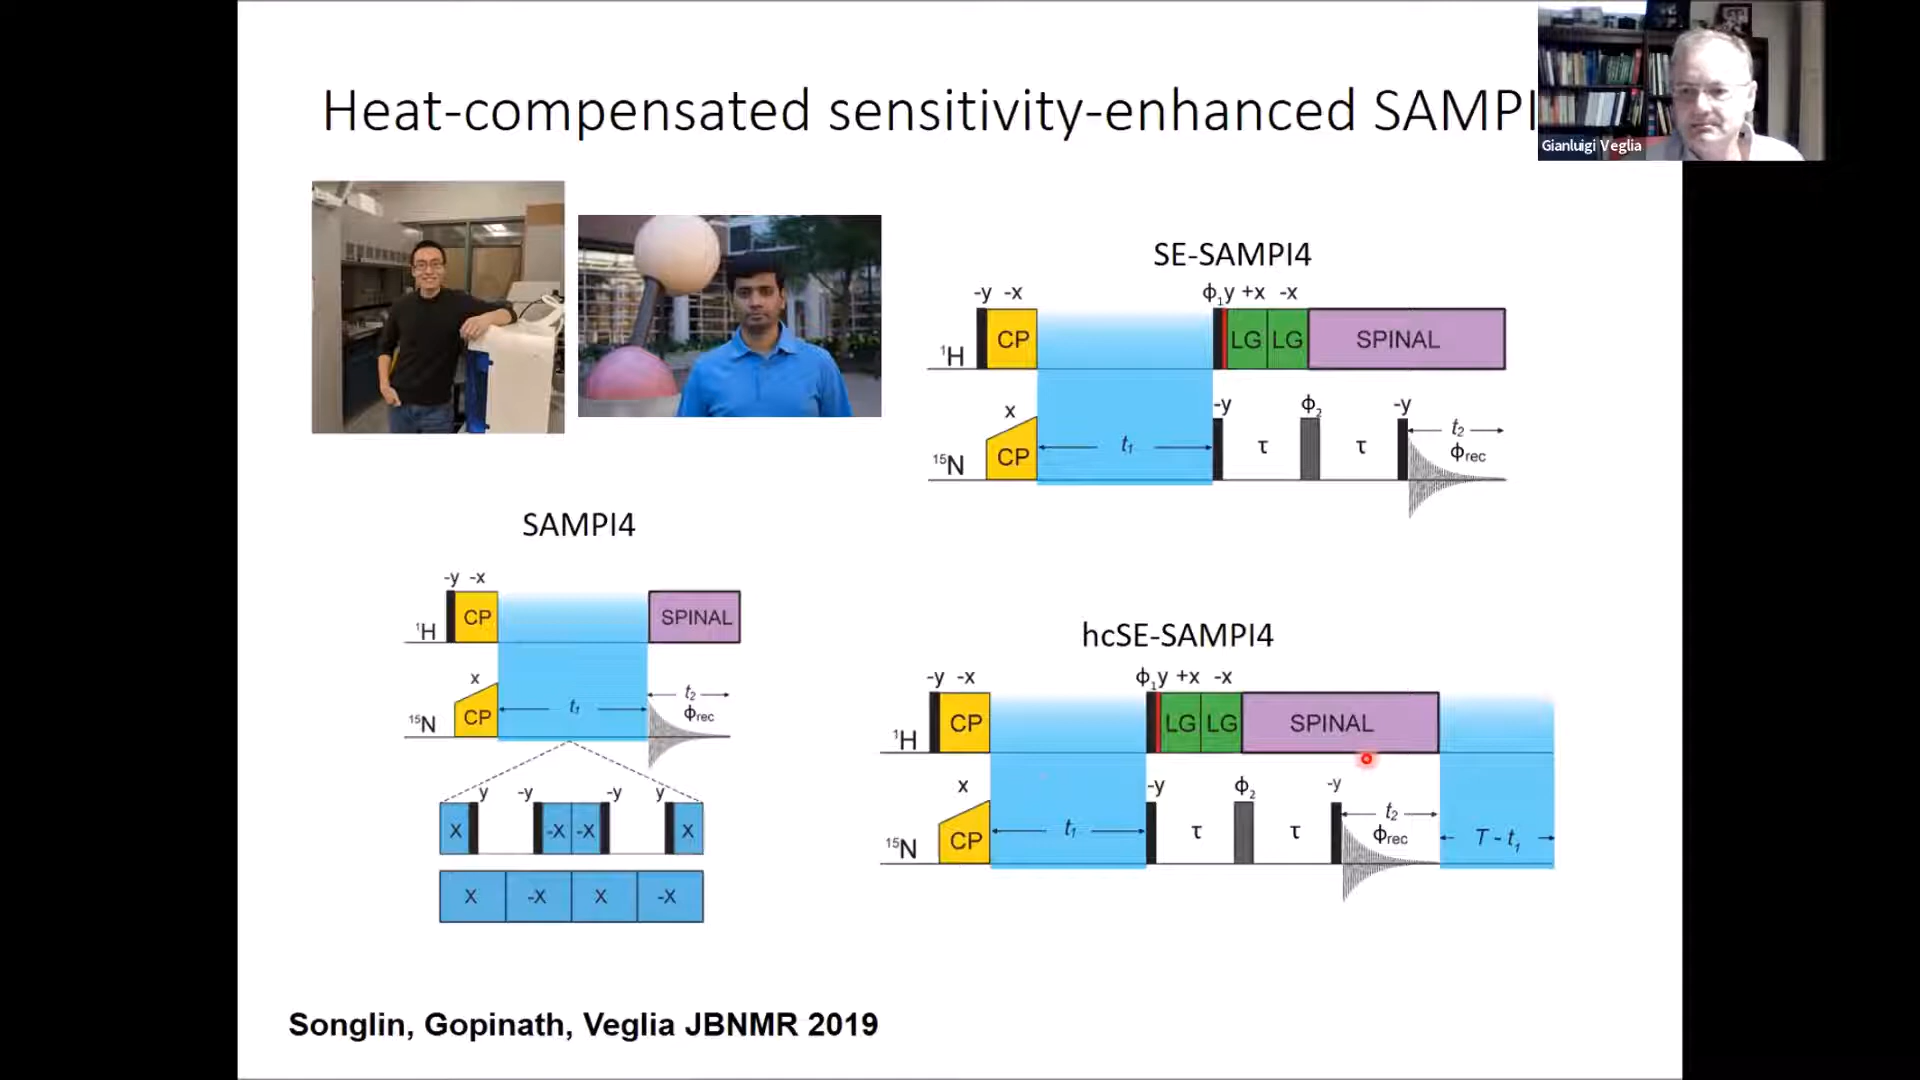 Heat-compensated sensitivity-enhanced SAMPI
Gianluigi Veglia
SE-SAMPI4
-y -x ϕ₁y +x -x
¹H CP LG LG SPINAL
x -y ϕ₂ -y
¹⁵N CP t₁ τ τ t₂ ϕrec
SAMPI4
-y -x
¹H CP SPINAL
x
¹⁵N CP t₁ t₂ ϕrec
y -y -y y
X -X -X X
X -X X -X
hcSE-SAMPI4
-y -x ϕ₁y +x -x
¹H CP LG LG SPINAL
x -y ϕ₂ -y
¹⁵N CP t₁ τ τ t₂ ϕrec T - t₁
Songlin, Gopinath, Veglia JBNMR 2019